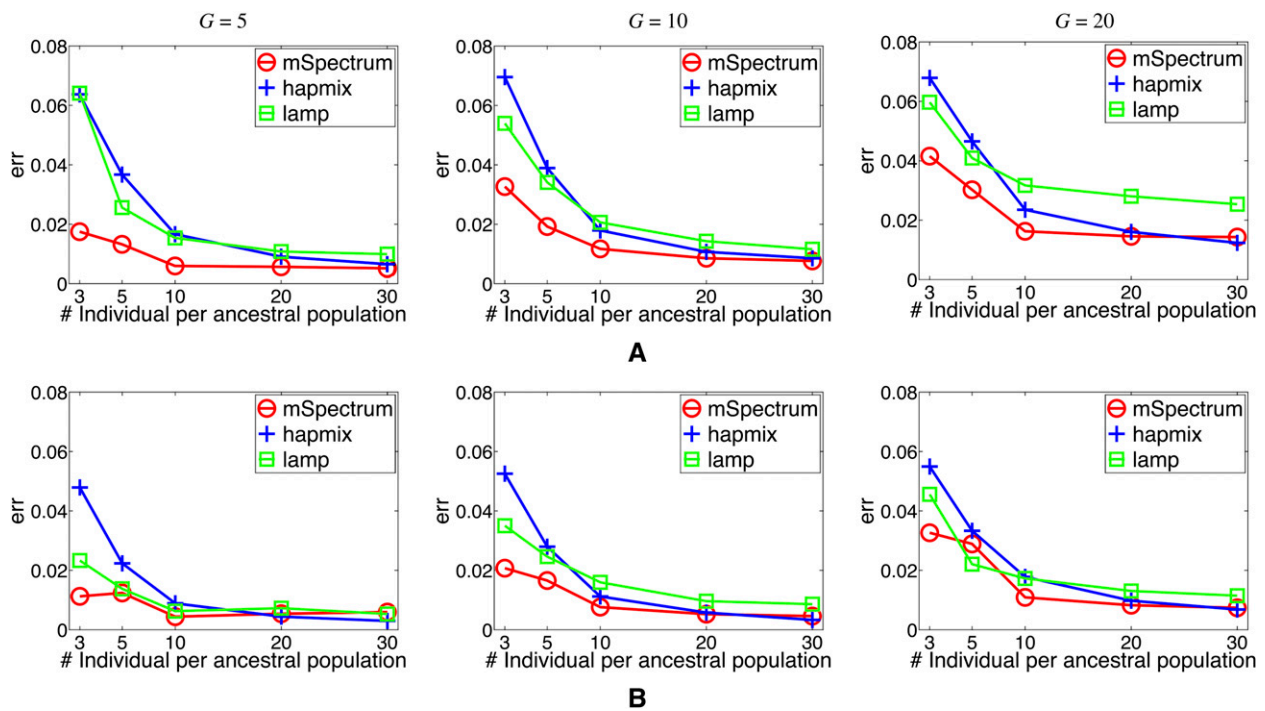 G = 5
0.08
0.06
0.04
0.02
0
err
mSpectrum
hapmix
lamp
3 5 10 20 30
# Individual per ancestral population
G = 10
0.08
0.06
0.04
0.02
0
err
mSpectrum
hapmix
lamp
3 5 10 20 30
# Individual per ancestral population
G = 20
0.08
0.06
0.04
0.02
0
err
mSpectrum
hapmix
lamp
3 5 10 20 30
# Individual per ancestral population
A
0.08
0.06
0.04
0.02
0
err
mSpectrum
hapmix
lamp
3 5 10 20 30
# Individual per ancestral population
0.08
0.06
0.04
0.02
0
err
mSpectrum
hapmix
lamp
3 5 10 20 30
# Individual per ancestral population
0.08
0.06
0.04
0.02
0
err
mSpectrum
hapmix
lamp
3 5 10 20 30
# Individual per ancestral population
B